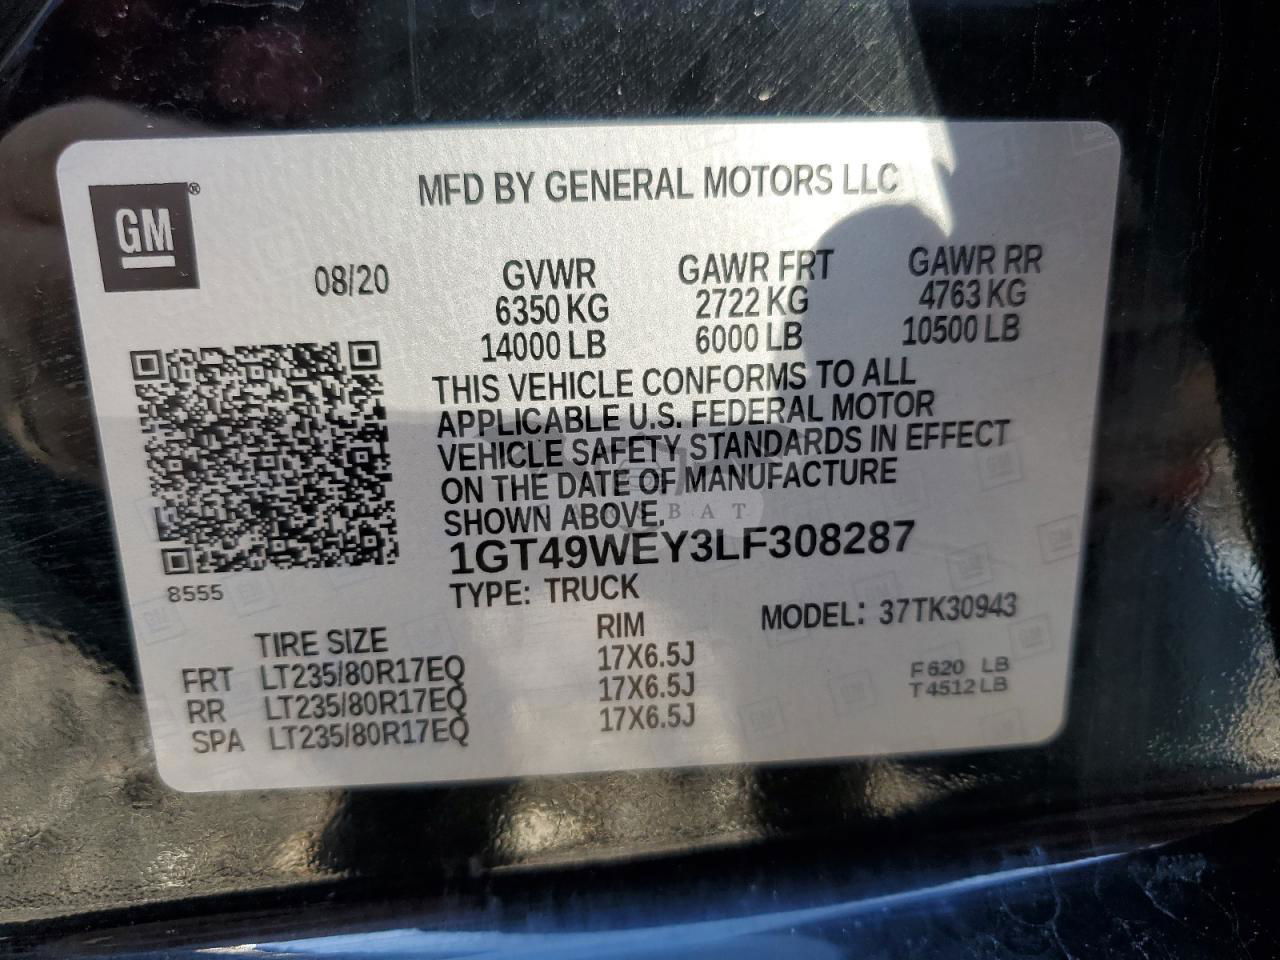 GM®
MFD BY GENERAL MOTORS LLC
08/20
GVWR GAWR FRT GAWR RR
6350 KG 2722 KG 4763 KG
14000 LB 6000 LB 10500 LB
THIS VEHICLE CONFORMS TO ALL
APPLICABLE U.S. FEDERAL MOTOR
VEHICLE SAFETY STANDARDS IN EFFECT
ON THE DATE OF MANUFACTURE
SHOWN ABOVE.
1GT49WEY3LF308287
8555
TYPE: TRUCK
MODEL: 37TK30943
TIRE SIZE RIM
FRT LT235/80R17EQ 17X6.5J
RR LT235/80R17EQ 17X6.5J
SPA LT235/80R17EQ 17X6.5J
F 620 LB
T 4512 LB